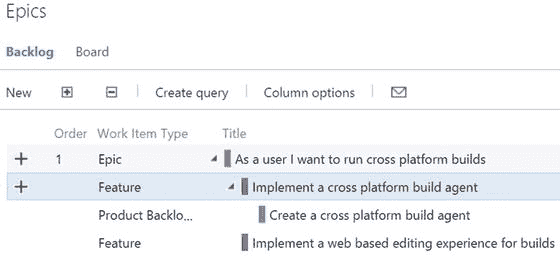 Epics
Backlog Board
New Create query Column options
Order Work Item Type Title
1 Epic As a user I want to run cross platform builds
Feature Implement a cross platform build agent
Product Backlo... Create a cross platform build agent
Feature Implement a web based editing experience for builds